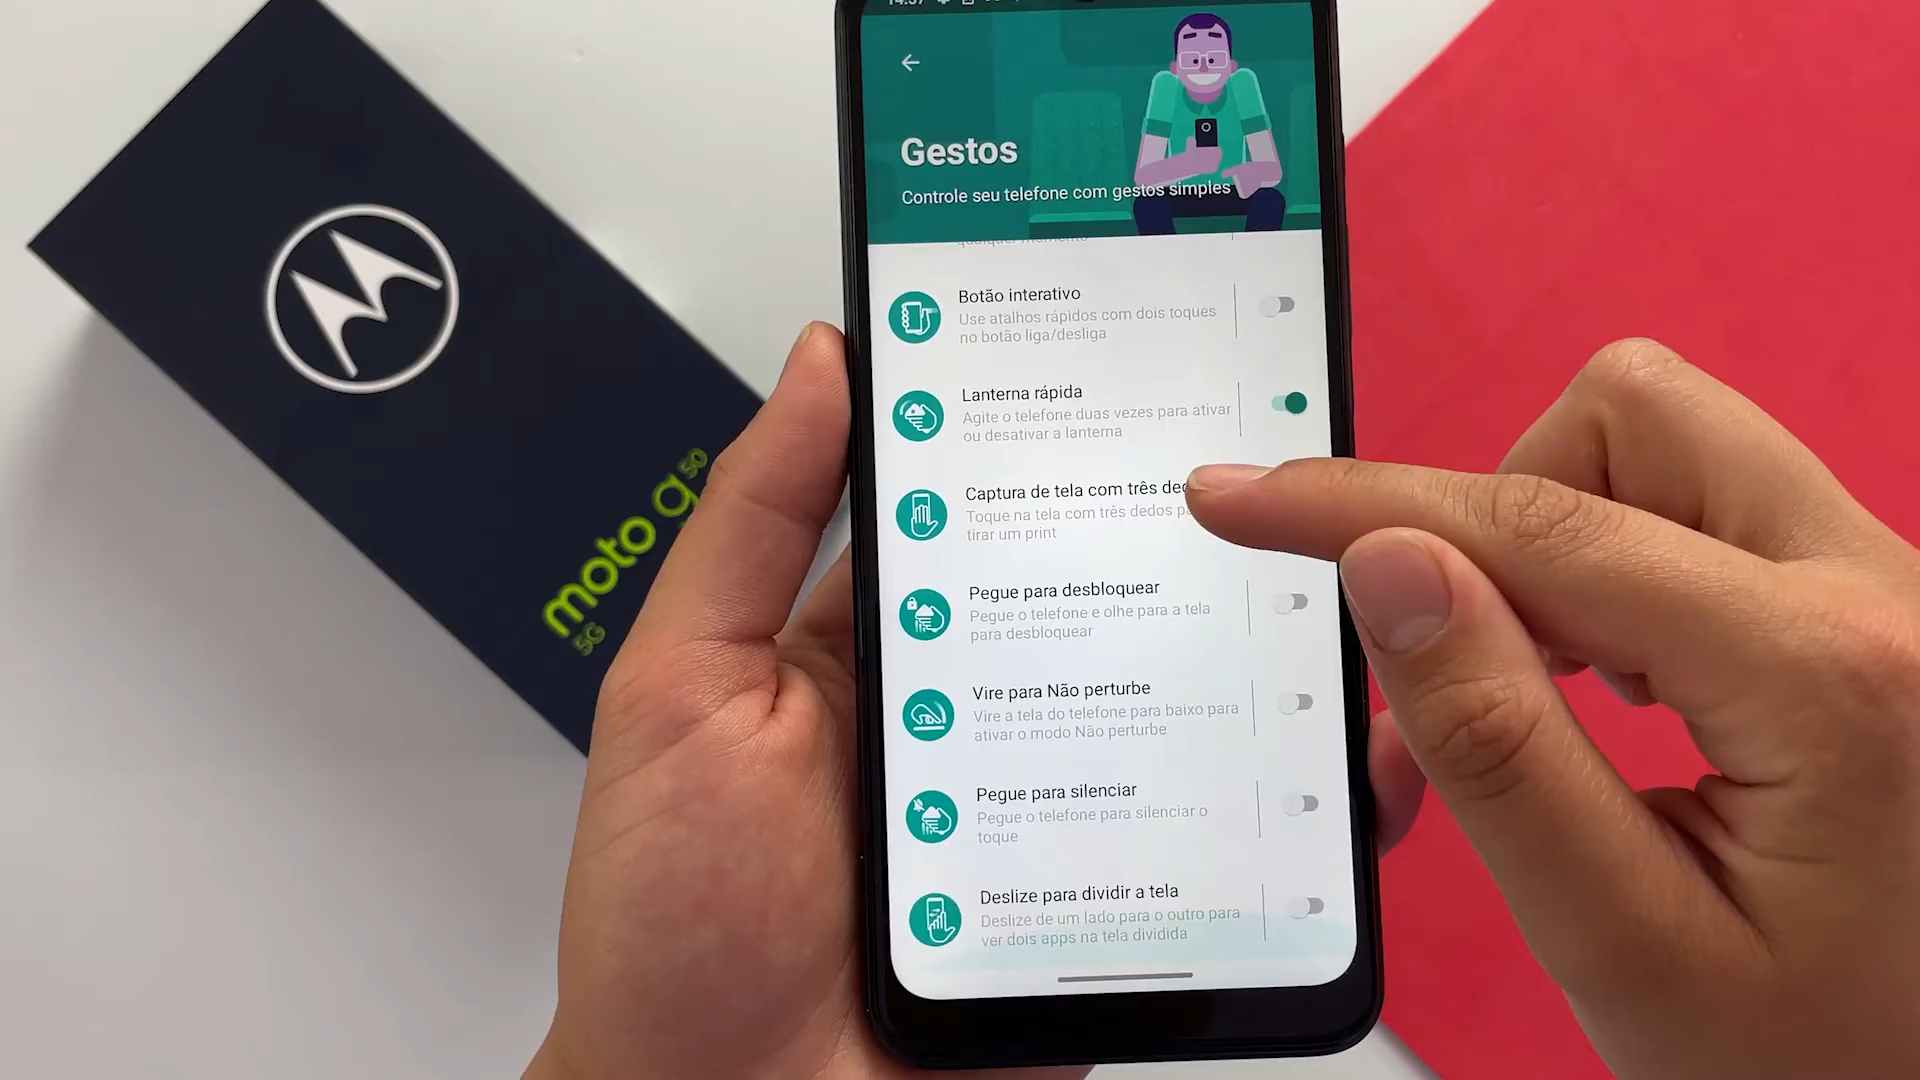 14:37
Gestos
Controle seu telefone com gestos simples
qualquer momento
Botão interativo
Use atalhos rápidos com dois toques
no botão liga/desliga
Lanterna rápida
Agite o telefone duas vezes para ativar
ou desativar a lanterna
Captura de tela com três
Toque na tela com três dedos
tirar um print
Pegue para desbloquear
Pegue o telefone e olhe para a tela
para desbloquear
Vire para Não perturbe
Vire a tela do telefone para baixo para
ativar o modo Não perturbe
Pegue para silenciar
Pegue o telefone para silenciar o
toque
Deslize para dividir a tela
Deslize de um lado para o outro para
ver dois apps na tela dividida
moto g50
5G